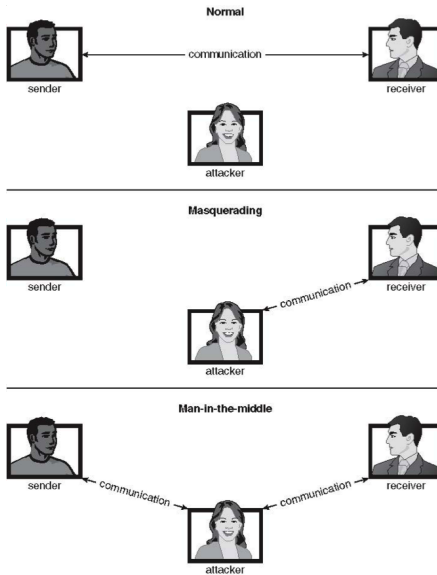 Normal
communication
sender
receiver
attacker
Masquerading
sender
communication
receiver
attacker
Man-in-the-middle
sender
communication
communication
receiver
attacker